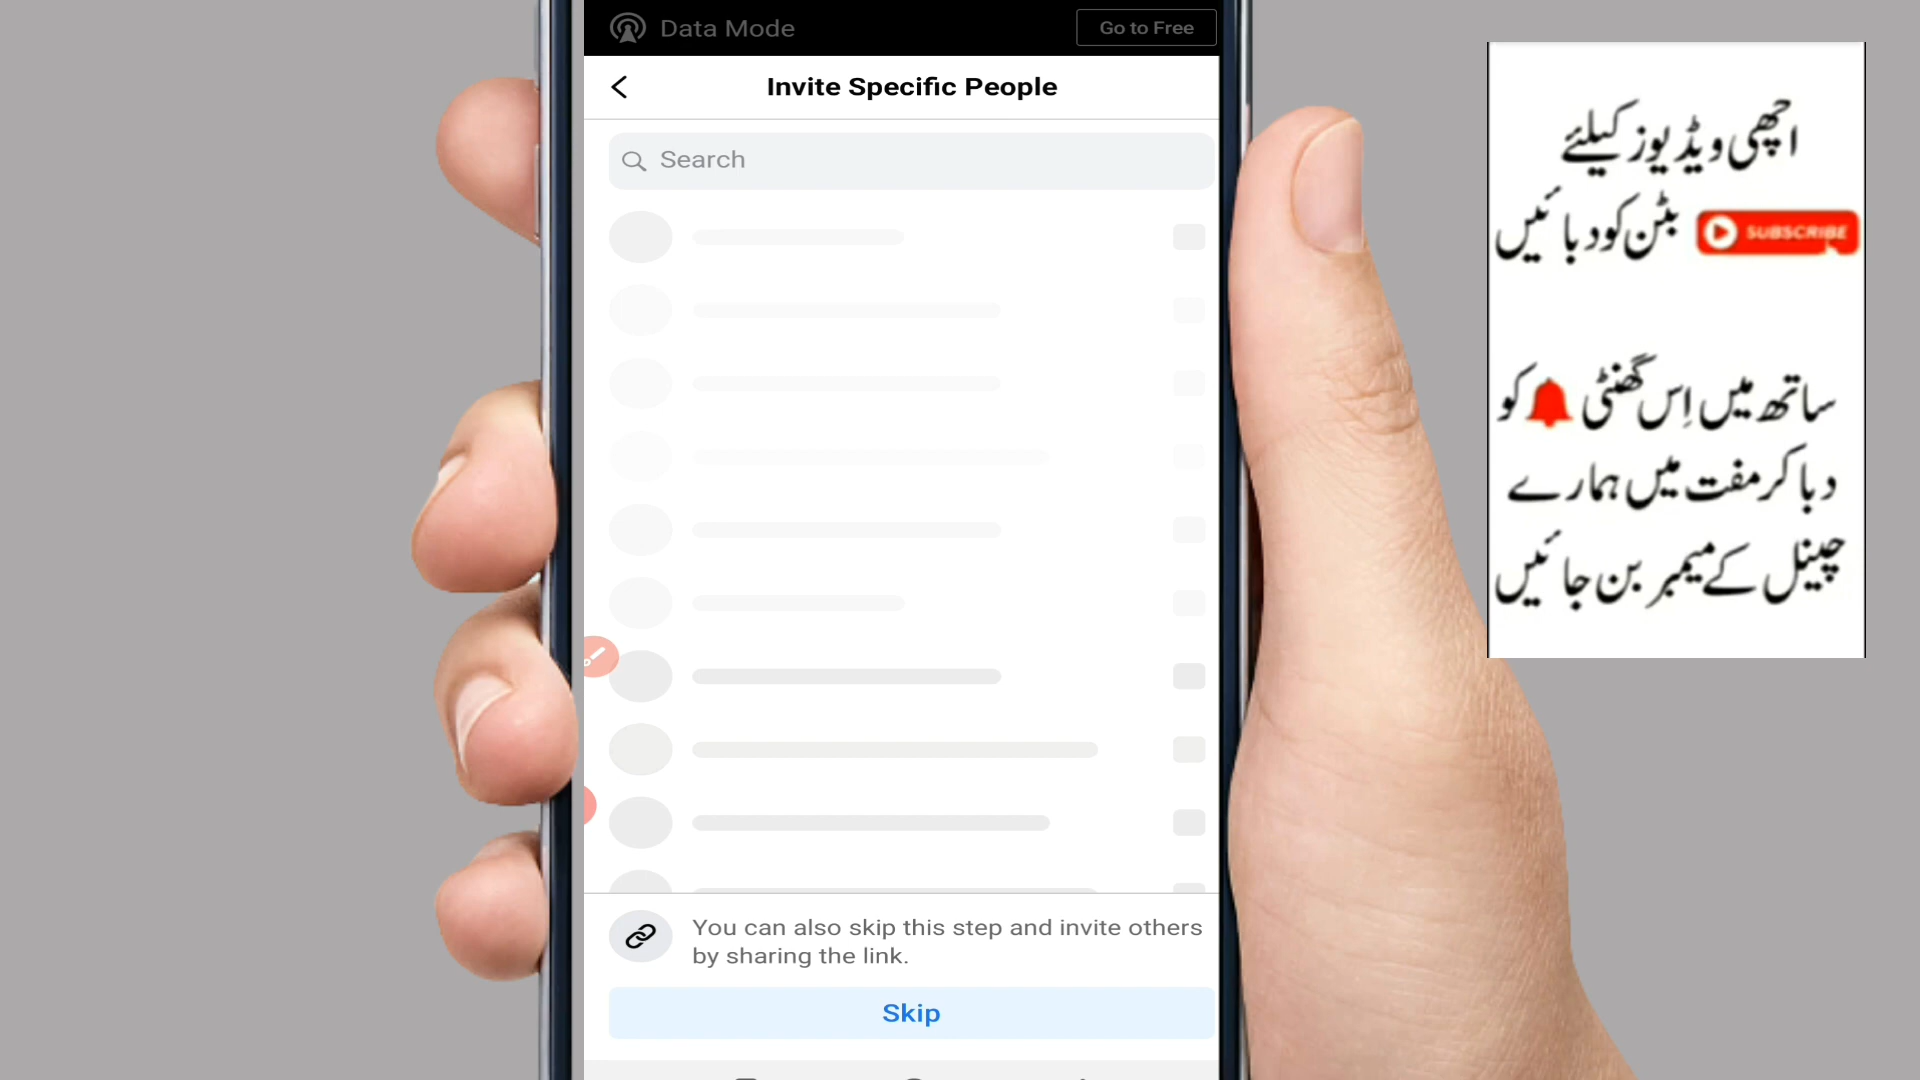 Data Mode
Go to Free
Invite Specific People
Search
You can also skip this step and invite others
by sharing the link.
Skip
اچھی ویڈیوز کیلئے
SUBSCRIBE بٹن کو دبائیں
ساتھ میں اِس گھنٹی کو
دبا کر مفت میں ہمارے
چینل کے میمبر بن جائیں